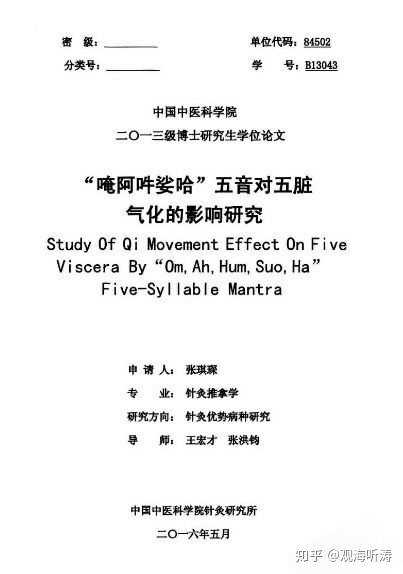 密 级：
单位代码：84502
分类号：
学 号：B13043
中国中医科学院
二〇一三级博士研究生学位论文
“唵阿吽娑哈”五音对五脏
气化的影响研究
Study Of Qi Movement Effect On Five
Viscera By “Om,Ah,Hum,Suo,Ha”
Five-Syllable Mantra
申 请 人：张琪琛
专 业：针灸推拿学
研究方向：针灸优势病种研究
导 师：王宏才 张洪钧
中国中医科学院针灸研究所
二〇一六年五月
知乎 @观海听涛